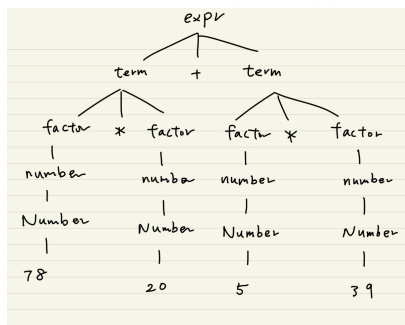 expr
term + term
factor * factor factor * factor
number number number number
Number Number Number Number
78 20 5 39